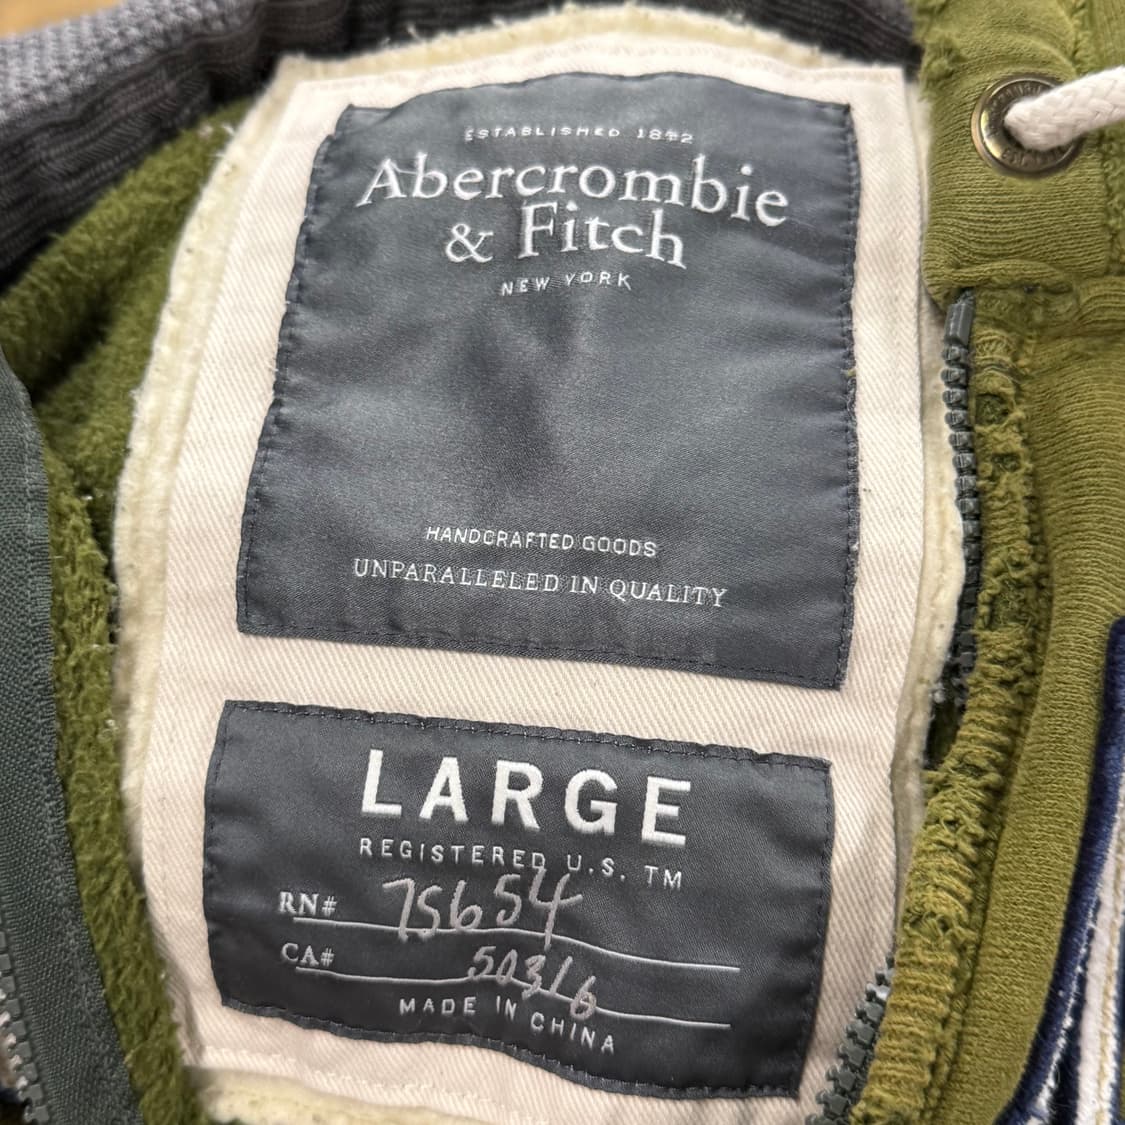 ESTABLISHED 1892
Abercrombie
& Fitch
NEW YORK
HANDCRAFTED GOODS
UNPARALLELED IN QUALITY
LARGE
REGISTERED U.S. TM
RN# 75654
CA# 50316
MADE IN CHINA